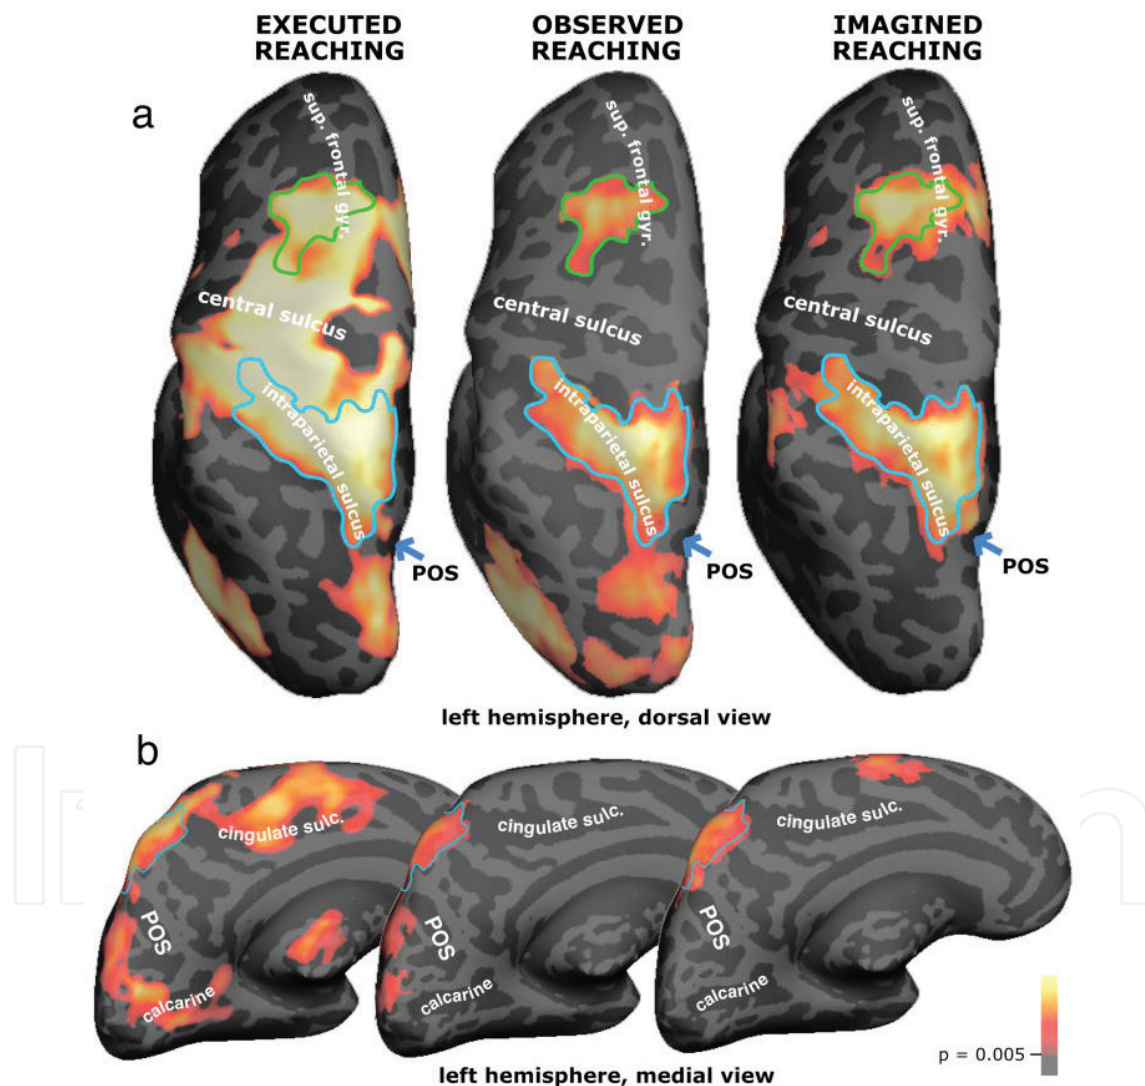 EXECUTED
REACHING
OBSERVED
REACHING
IMAGINED
REACHING
a
sup. frontal gyr.
sup. frontal gyr.
sup. frontal gyr.
central sulcus
central sulcus
central sulcus
intraparietal sulcus
intraparietal sulcus
intraparietal sulcus
POS
POS
POS
left hemisphere, dorsal view
b
cingulate sulc.
cingulate sulc.
cingulate sulc.
POS
POS
POS
calcarine
calcarine
calcarine
p = 0.005
left hemisphere, medial view